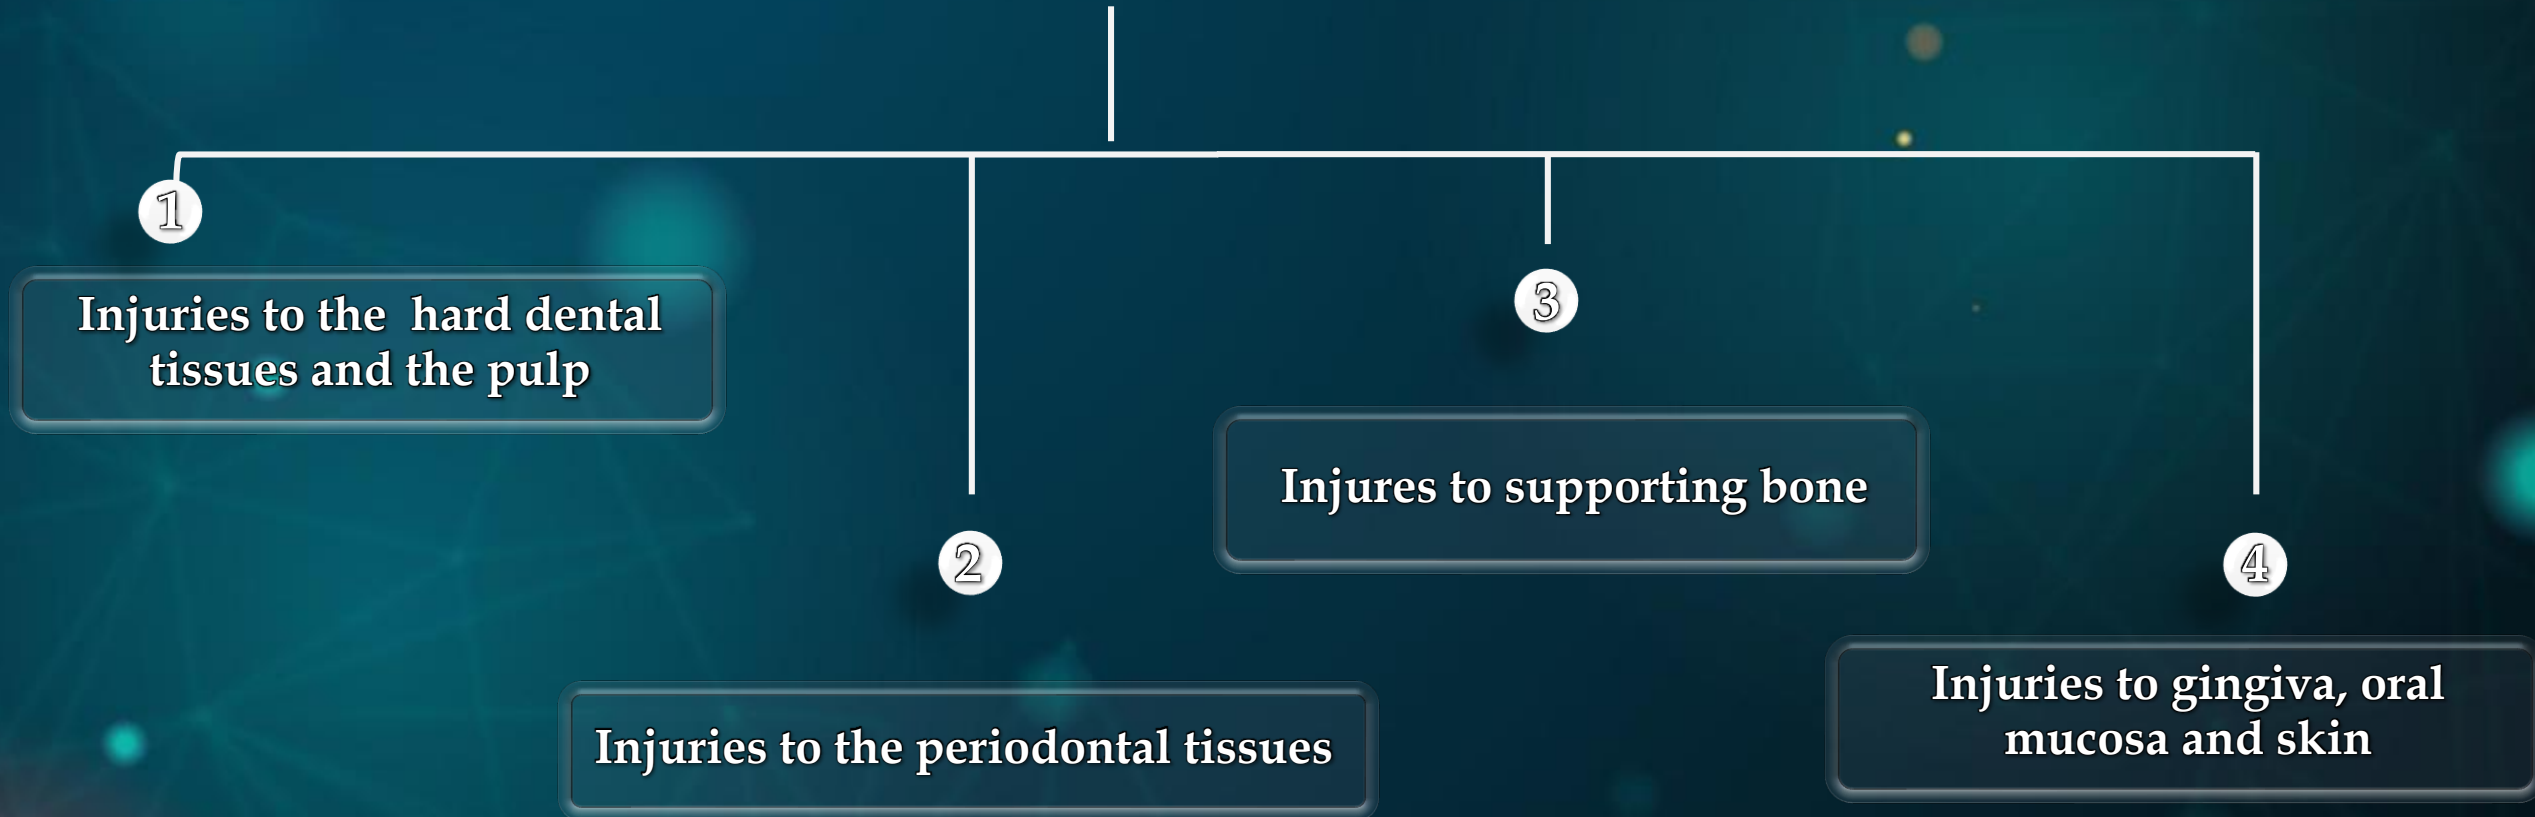 1
Injuries to the hard dental
tissues and the pulp
2
Injuries to the periodontal tissues
3
Injures to supporting bone
4
Injuries to gingiva, oral
mucosa and skin